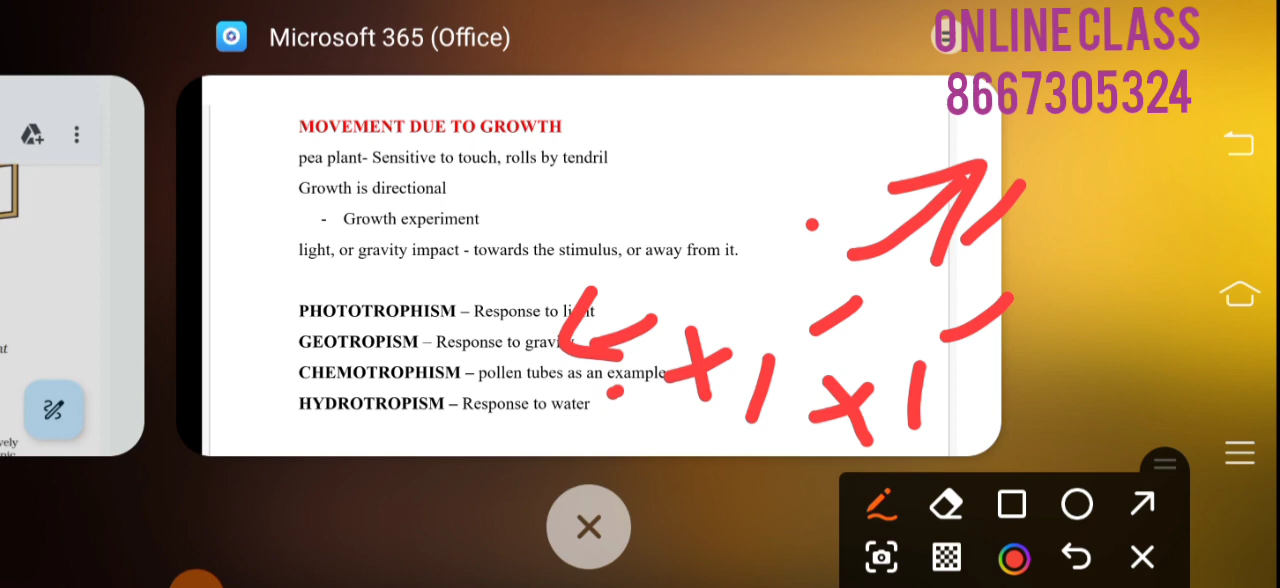 Microsoft 365 (Office)
ONLINE CLASS
8667305324
MOVEMENT DUE TO GROWTH
pea plant- Sensitive to touch, rolls by tendril
Growth is directional
- Growth experiment
light, or gravity impact - towards the stimulus, or away from it.
PHOTOTROPHISM – Response to light
GEOTROPISM – Response to gravity
CHEMOTROPHISM – pollen tubes as an example
HYDROTROPISM – Response to water